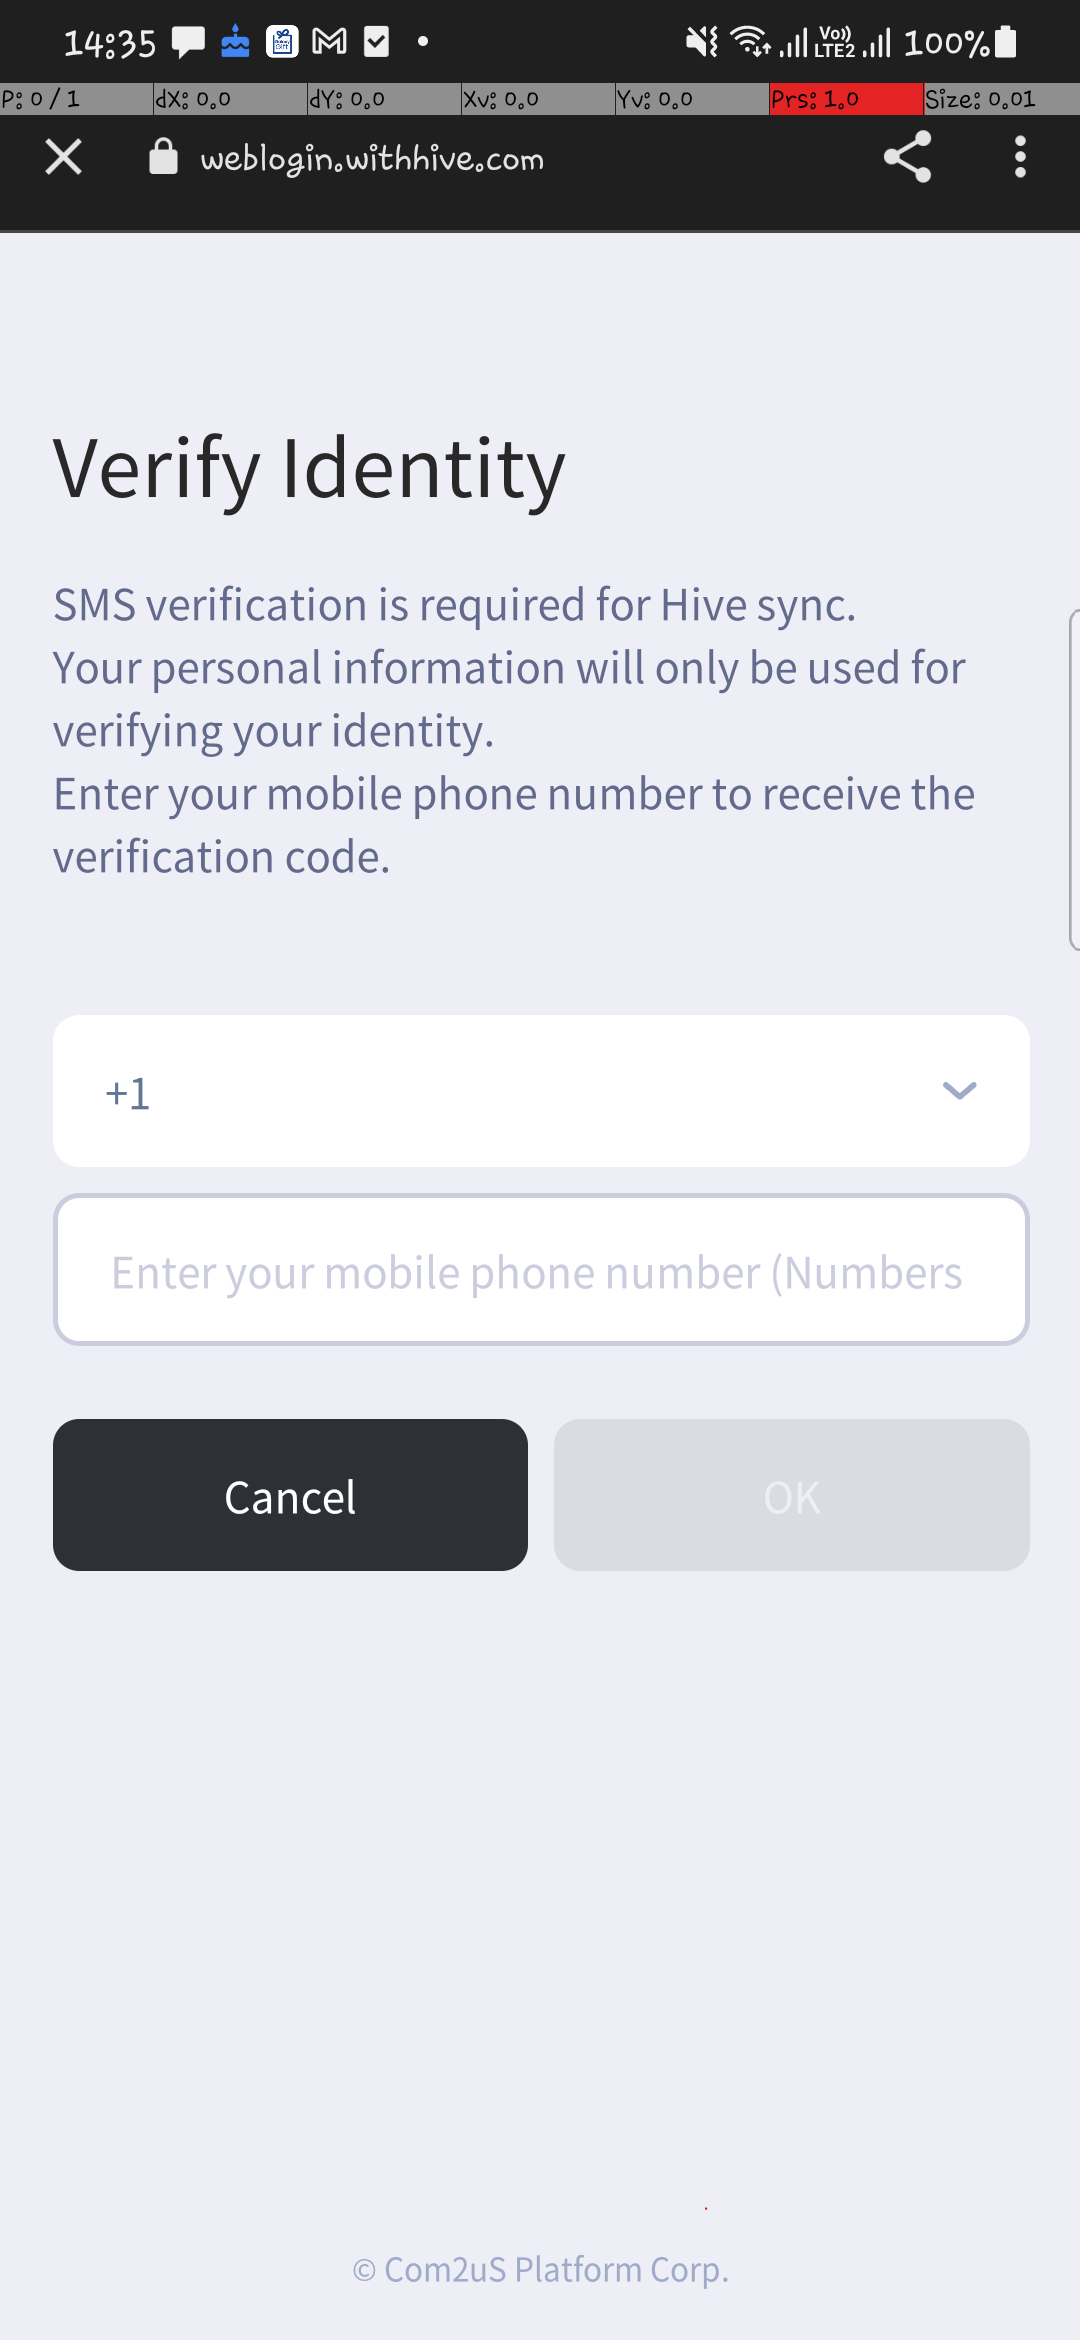 14:35
Vo))
LTE2
100%
P: 0 / 1 dX: 0.0 dY: 0.0 Xv: 0.0 Yv: 0.0 Prs: 1.0 Size: 0.01
weblogin.withhive.com
Verify Identity
SMS verification is required for Hive sync.
Your personal information will only be used for
verifying your identity.
Enter your mobile phone number to receive the
verification code.
+1
Enter your mobile phone number (Numbers
Cancel OK
© Com2uS Platform Corp.